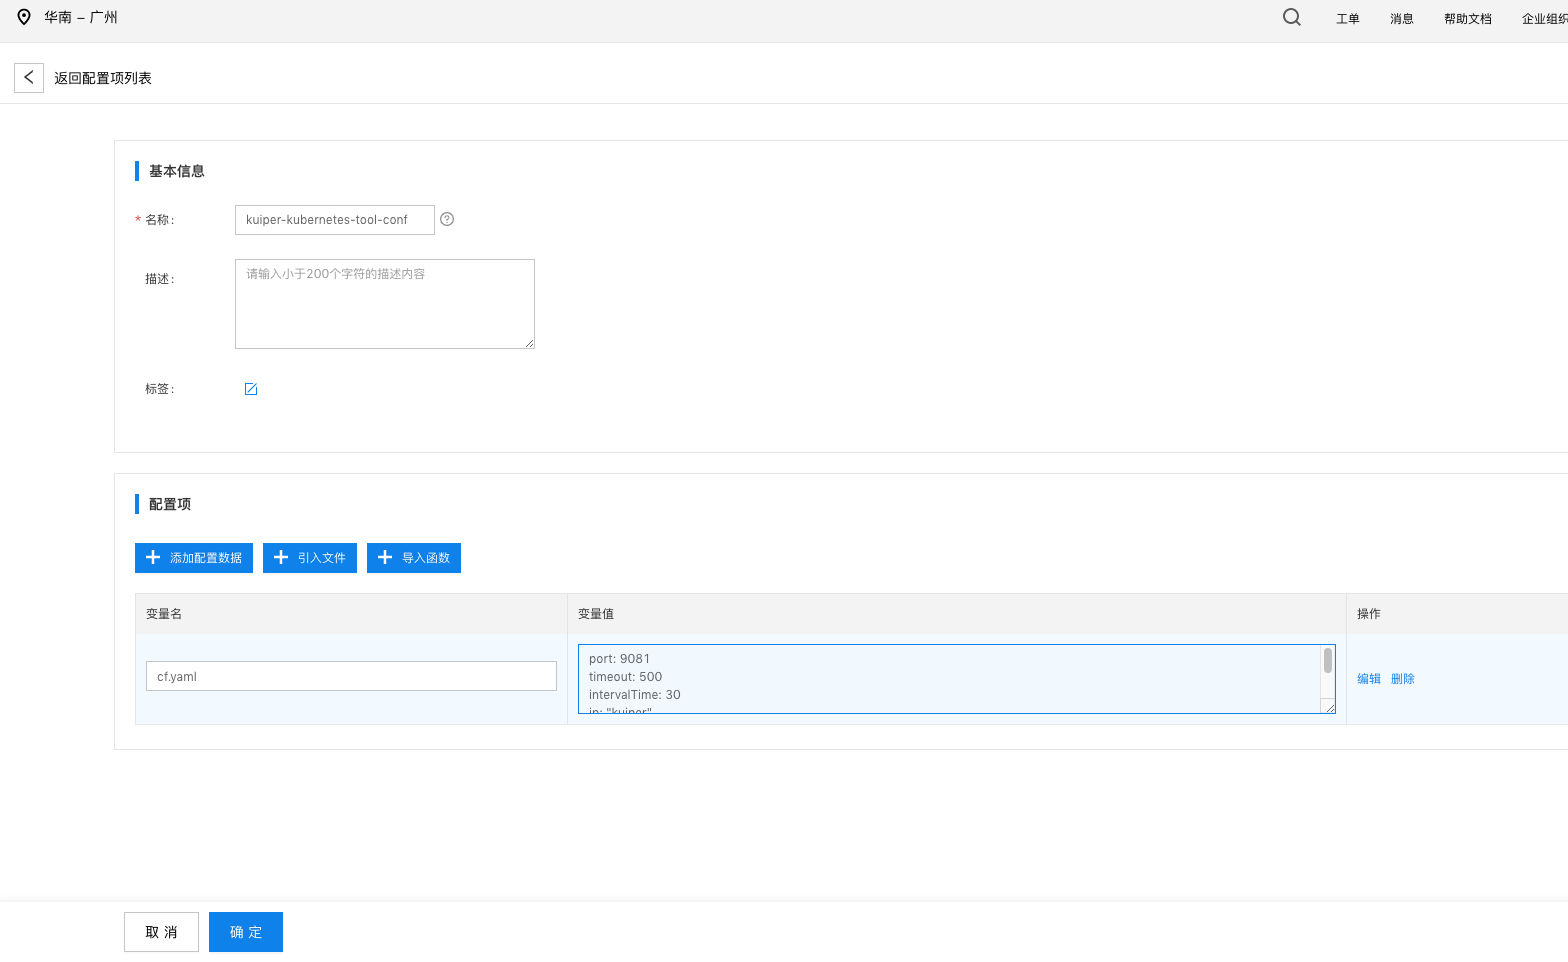 华南 – 广州
工单
消息
帮助文档
企业组织
返回配置项列表
基本信息
* 名称：
kuiper-kubernetes-tool-conf
描述：
请输入小于200个字符的描述内容
标签：
配置项
添加配置数据
引入文件
导入函数
变量名
变量值
操作
cf.yaml
port: 9081
timeout: 500
intervalTime: 30
ip: "kuiper"
编辑
删除
取 消
确 定